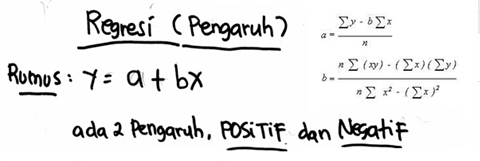 Regresi (Pengaruh)
a = (∑y - b∑x) / n
Rumus: Y = a + bx
b = (n∑(xy) - (∑x)(∑y)) / (n∑x² - (∑x)²)
ada 2 Pengaruh, POSITIF dan Negatif